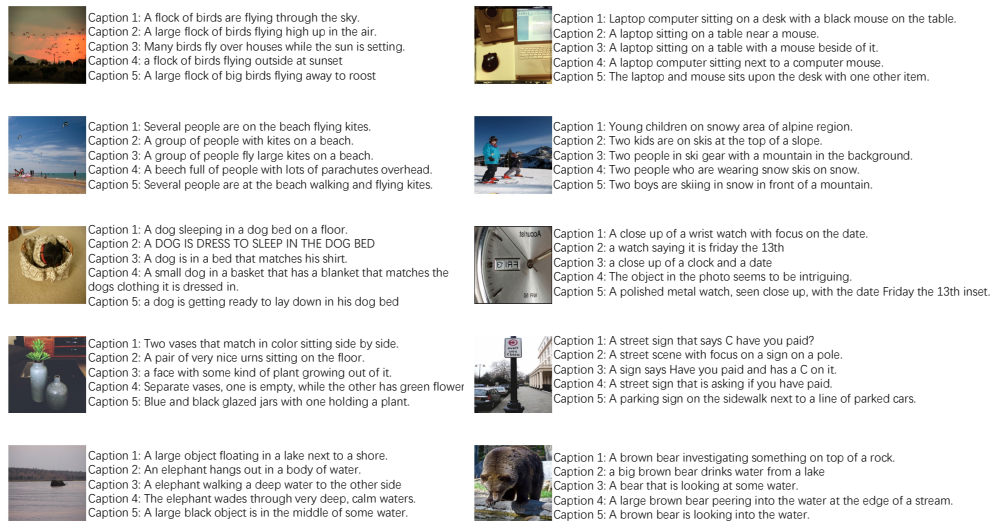 Caption 1: A flock of birds are flying through the sky.
Caption 2: A large flock of birds flying high up in the air.
Caption 3: Many birds fly over houses while the sun is setting.
Caption 4: a flock of birds flying outside at sunset
Caption 5: A large flock of big birds flying away to roost
Caption 1: Laptop computer sitting on a desk with a black mouse on the table.
Caption 2: A laptop sitting on a table near a mouse.
Caption 3: A laptop sitting on a table with a mouse beside of it.
Caption 4: A laptop computer sitting next to a computer mouse.
Caption 5: The laptop and mouse sits upon the desk with one other item.
Caption 1: Several people are on the beach flying kites.
Caption 2: A group of people with kites on a beach.
Caption 3: A group of people fly large kites on a beach.
Caption 4: A beech full of people with lots of parachutes overhead.
Caption 5: Several people are at the beach walking and flying kites.
Caption 1: Young children on snowy area of alpine region.
Caption 2: Two kids are on skis at the top of a slope.
Caption 3: Two people in ski gear with a mountain in the background.
Caption 4: Two people who are wearing snow skis on snow.
Caption 5: Two boys are skiing in snow in front of a mountain.
Caption 1: A dog sleeping in a dog bed on a floor.
Caption 2: A DOG IS DRESS TO SLEEP IN THE DOG BED
Caption 3: A dog is in a bed that matches his shirt.
Caption 4: A small dog in a basket that has a blanket that matches the
dogs clothing it is dressed in.
Caption 5: a dog is getting ready to lay down in his dog bed
Accurist
FRI 13
Caption 1: A close up of a wrist watch with focus on the date.
Caption 2: a watch saying it is friday the 13th
Caption 3: a close up of a clock and a date
Caption 4: The object in the photo seems to be intriguing.
Caption 5: A polished metal watch, seen close up, with the date Friday the 13th inset.
Caption 1: Two vases that match in color sitting side by side.
Caption 2: A pair of very nice urns sitting on the floor.
Caption 3: a face with some kind of plant growing out of it.
Caption 4: Separate vases, one is empty, while the other has green flower
Caption 5: Blue and black glazed jars with one holding a plant.
Caption 1: A street sign that says C have you paid?
Caption 2: A street scene with focus on a sign on a pole.
Caption 3: A sign says Have you paid and has a C on it.
Caption 4: A street sign that is asking if you have paid.
Caption 5: A parking sign on the sidewalk next to a line of parked cars.
Caption 1: A large object floating in a lake next to a shore.
Caption 2: An elephant hangs out in a body of water.
Caption 3: A elephant walking a deep water to the other side
Caption 4: The elephant wades through very deep, calm waters.
Caption 5: A large black object is in the middle of some water.
Caption 1: A brown bear investigating something on top of a rock.
Caption 2: a big brown bear drinks water from a lake
Caption 3: A bear that is looking at some water.
Caption 4: A large brown bear peering into the water at the edge of a stream.
Caption 5: A brown bear is looking into the water.